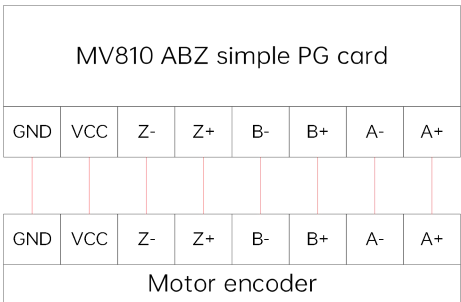 MV810 ABZ simple PG card
GND VCC Z- Z+ B- B+ A- A+
GND VCC Z- Z+ B- B+ A- A+
Motor encoder